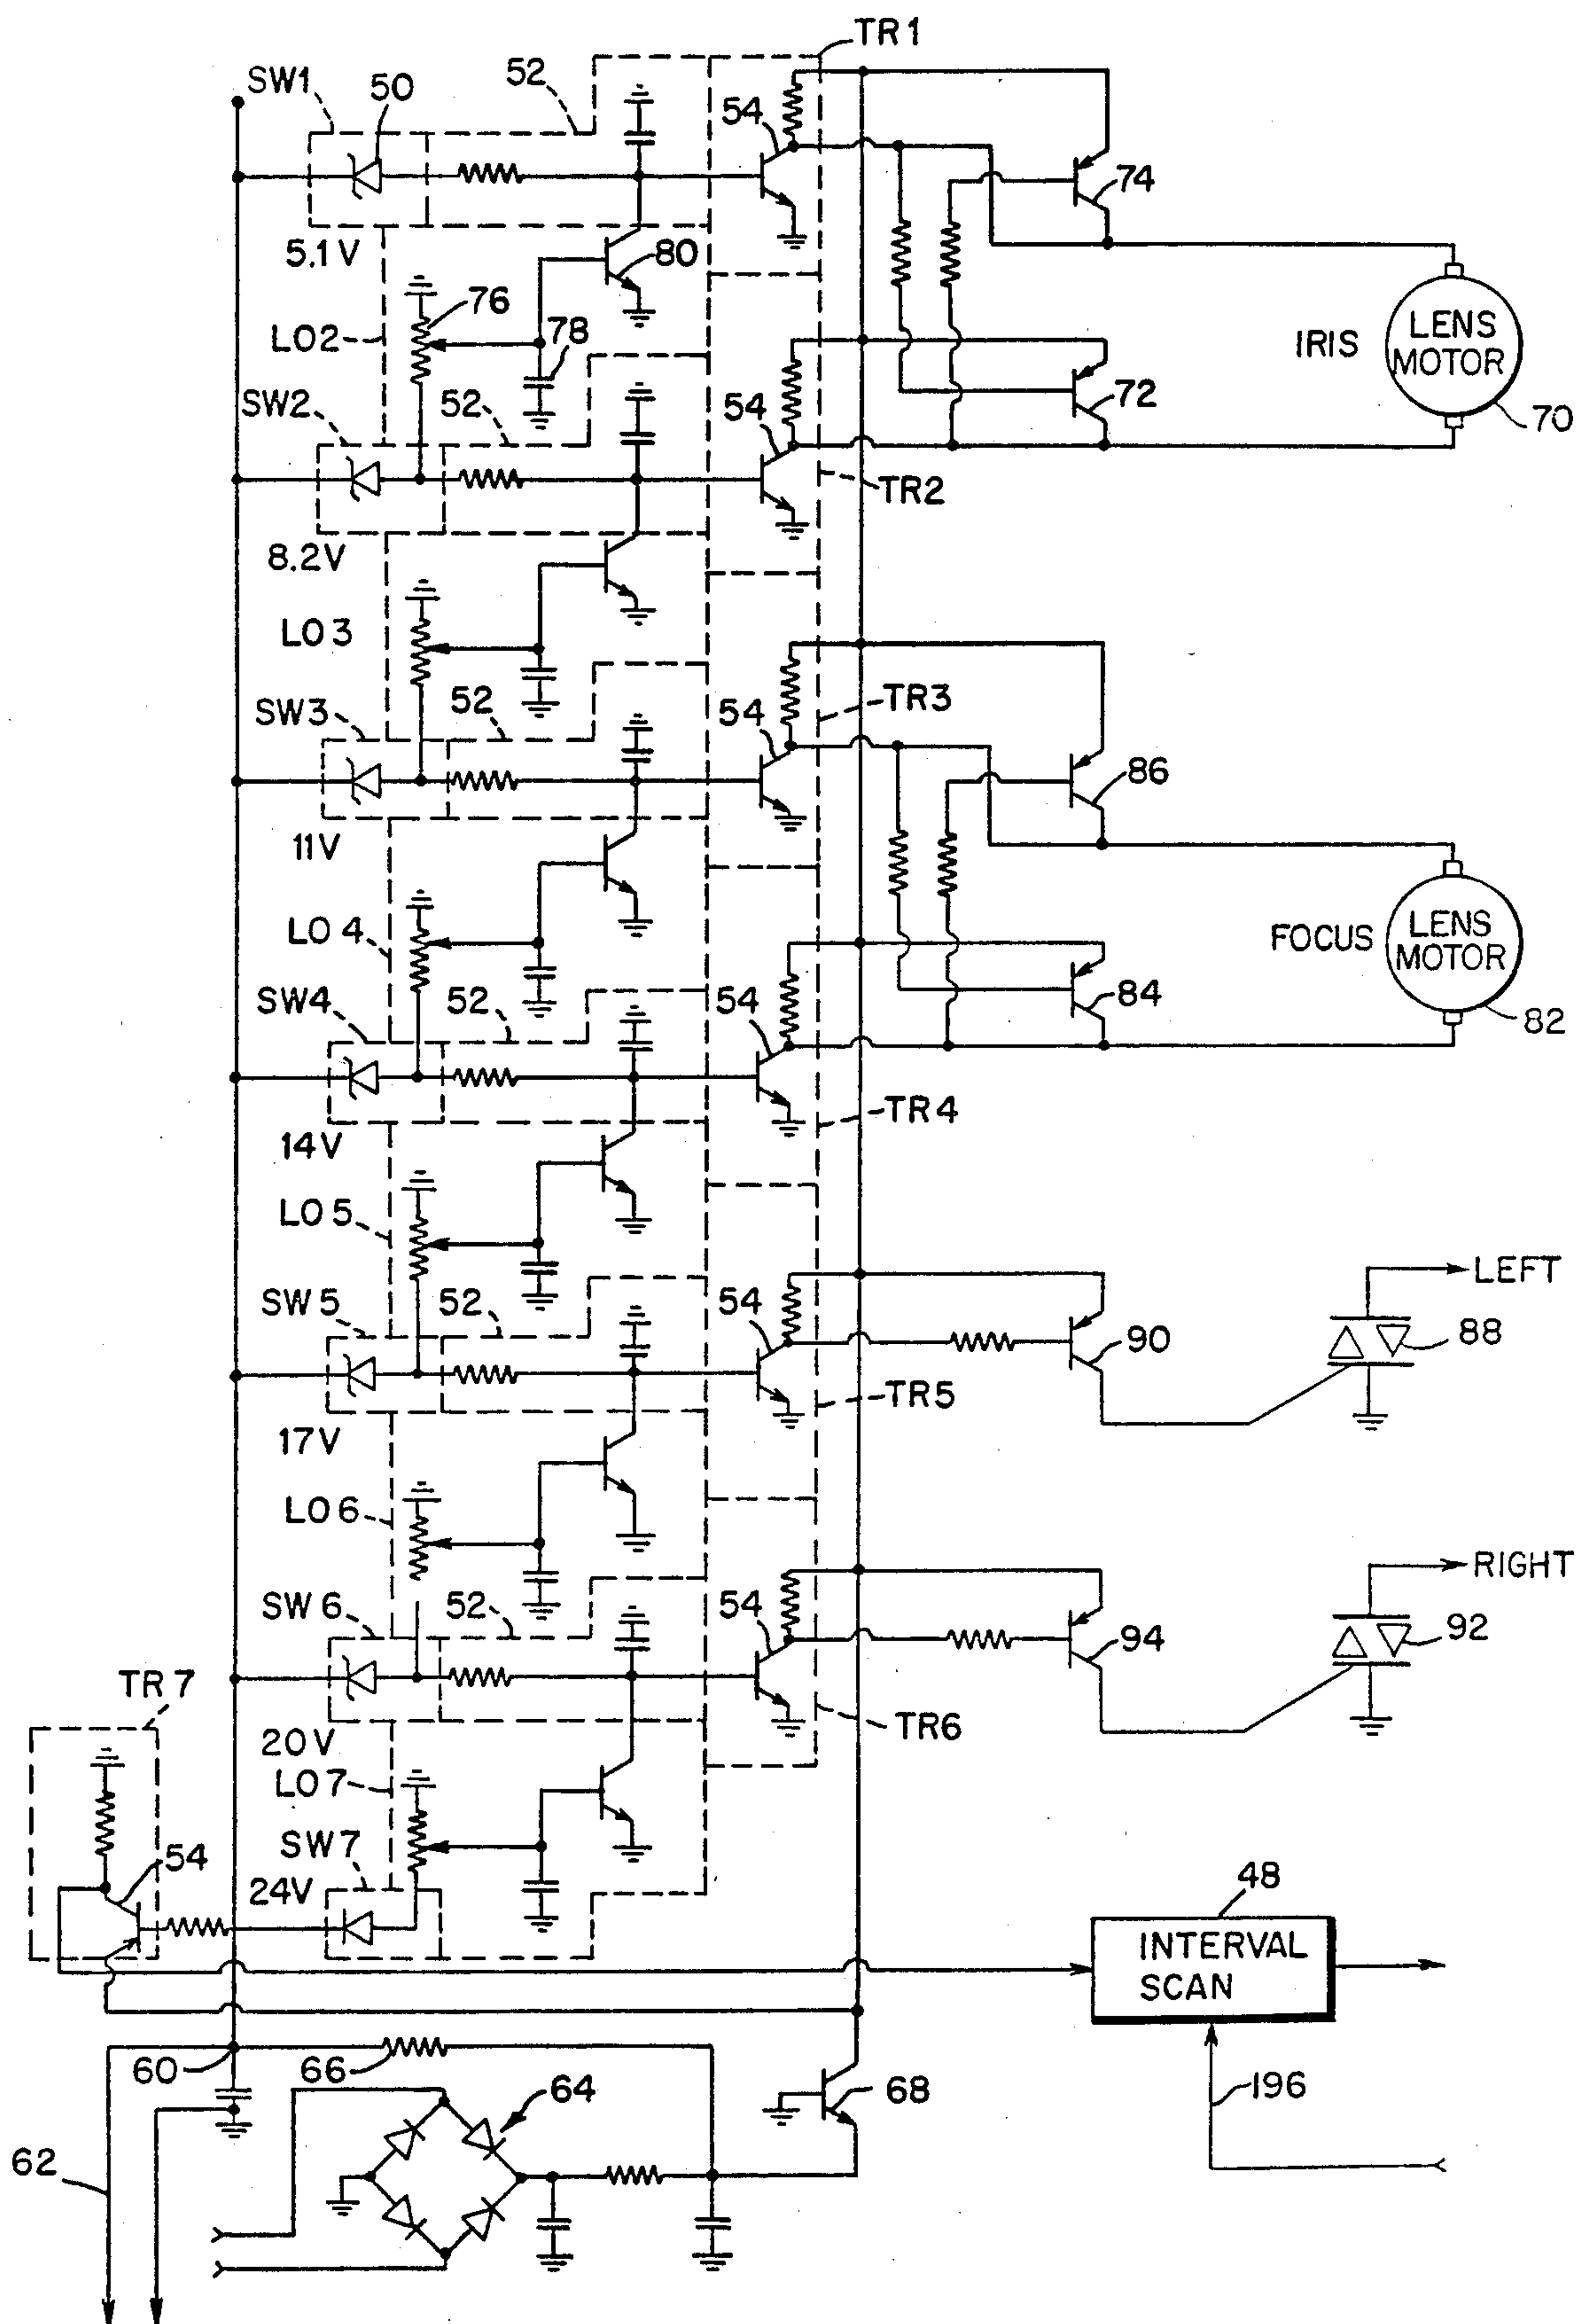 TR1
SW1
50
52
54
74
5.1V
80
76
LO2
78
IRIS
LENS
MOTOR
SW2
52
54
72
70
TR2
8.2V
LO3
TR3
SW3
52
54
86
11V
LO4
FOCUS
LENS
MOTOR
SW4
52
54
84
82
TR4
14V
LO5
LEFT
SW5
52
54
90
88
TR5
17V
LO6
RIGHT
SW6
52
54
94
92
TR7
TR6
20V
LO7
SW7
54
24V
48
INTERVAL
SCAN
60
66
64
68
196
62